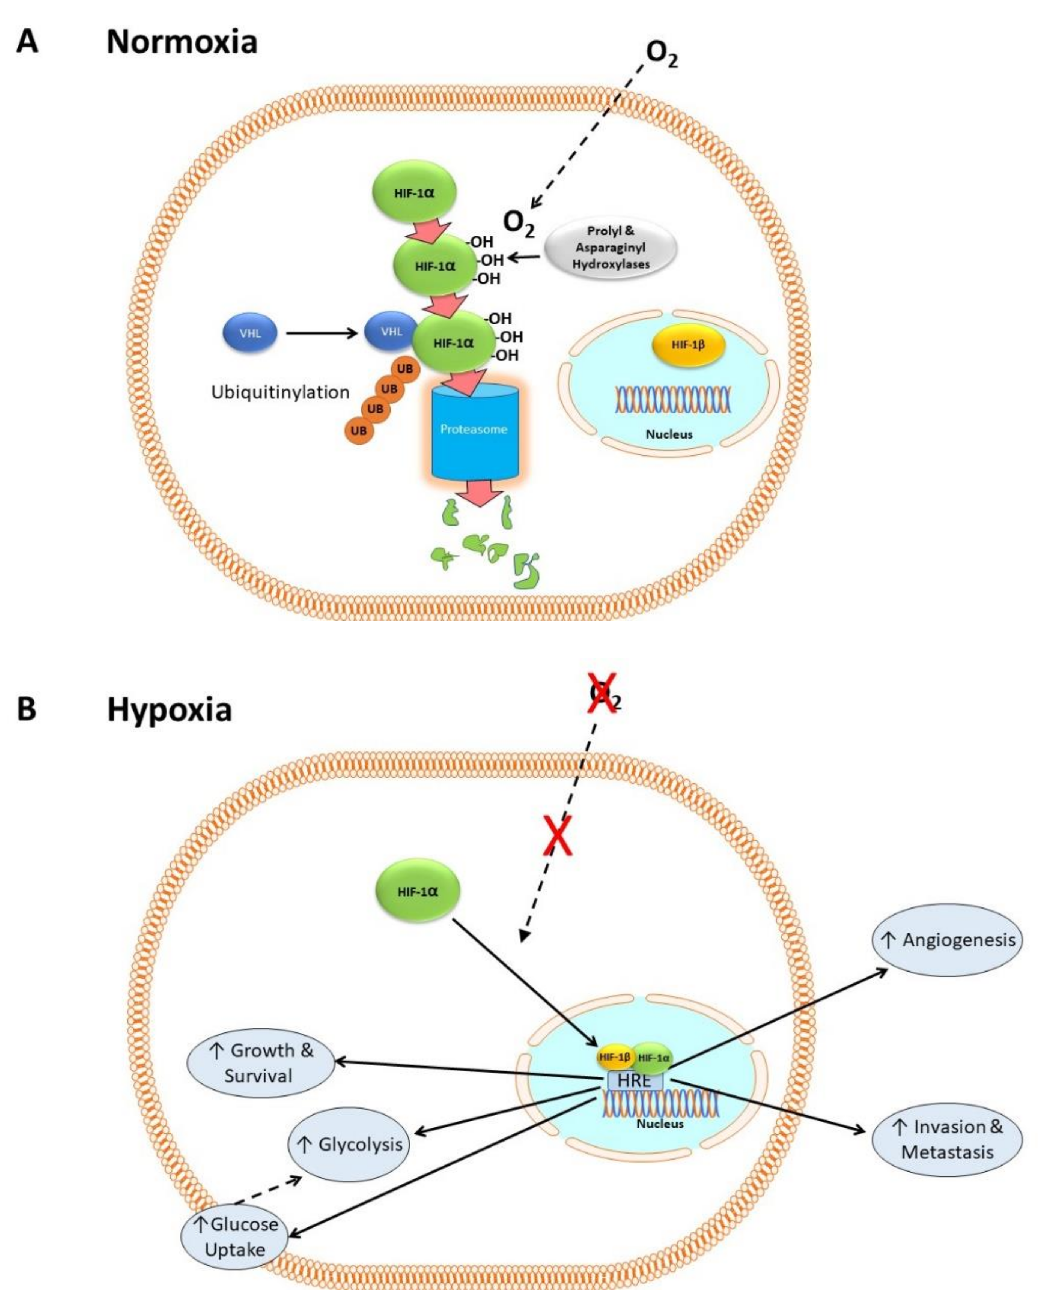 A Normoxia
O2
HIF-1α
O2
-OH
-OH
-OH
HIF-1α
Prolyl &
Asparaginyl
Hydroxylases
VHL
VHL
HIF-1α
-OH
-OH
-OH
HIF-1β
UB
UB
UB
UB
Ubiquitinylation
Proteasome
Nucleus
B Hypoxia
O2
X
X
HIF-1α
↑ Angiogenesis
HIF-1β
HIF-1α
HRE
Nucleus
↑ Growth &
Survival
↑ Glycolysis
↑ Invasion &
Metastasis
↑Glucose
Uptake